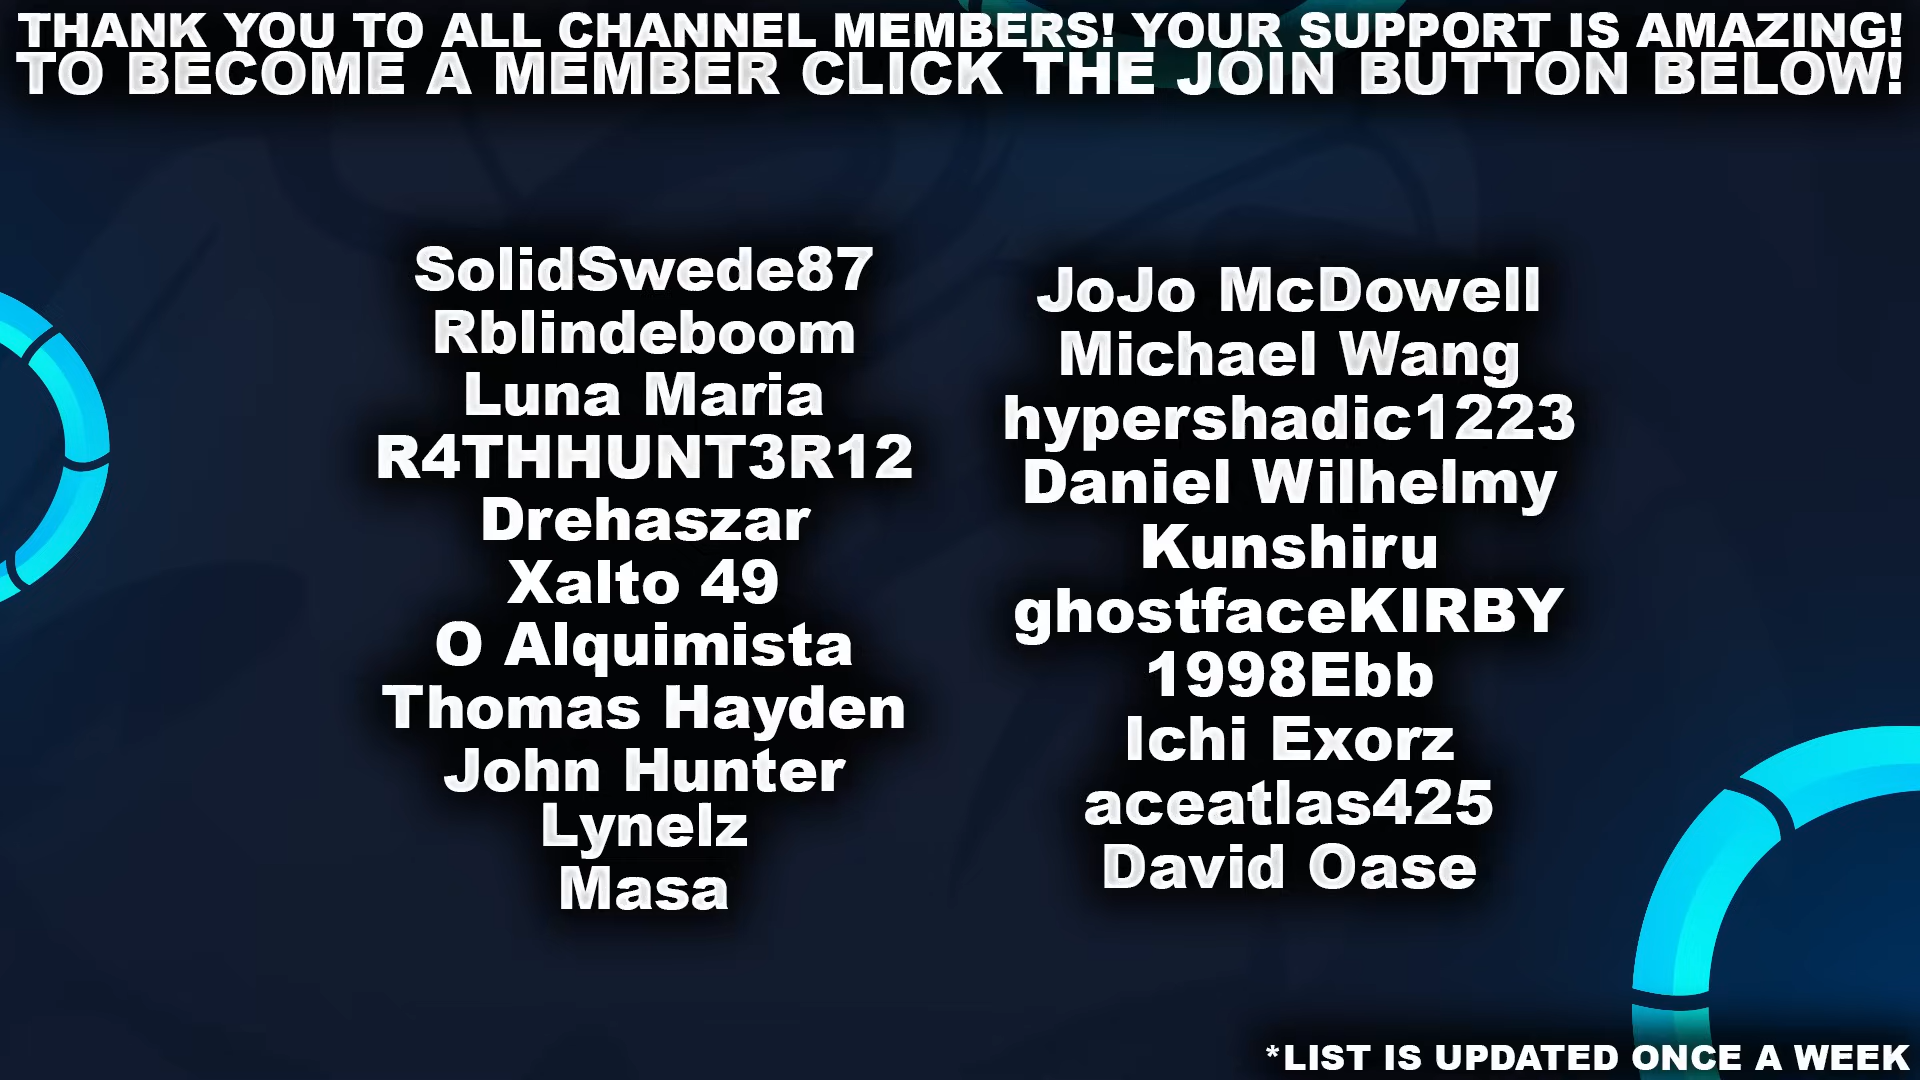 THANK YOU TO ALL CHANNEL MEMBERS! YOUR SUPPORT IS AMAZING!
TO BECOME A MEMBER CLICK THE JOIN BUTTON BELOW!
SolidSwede87
Rblindeboom
Luna Maria
R4THHUNT3R12
Drehaszar
Xalto 49
O Alquimista
Thomas Hayden
John Hunter
Lynelz
Masa
JoJo McDowell
Michael Wang
hypershadic1223
Daniel Wilhelmy
Kunshiru
ghostfaceKIRBY
1998Ebb
Ichi Exorz
aceatlas425
David Oase
*LIST IS UPDATED ONCE A WEEK